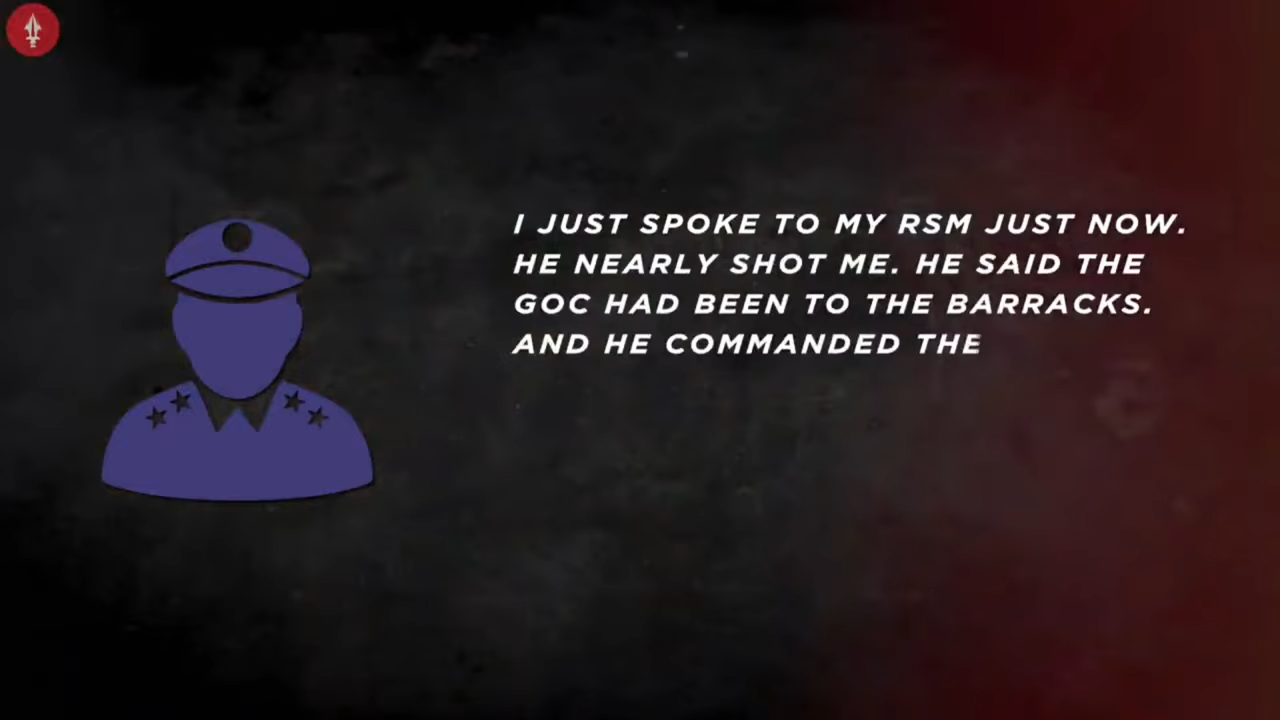 I JUST SPOKE TO MY RSM JUST NOW.
HE NEARLY SHOT ME. HE SAID THE
GOC HAD BEEN TO THE BARRACKS.
AND HE COMMANDED THE